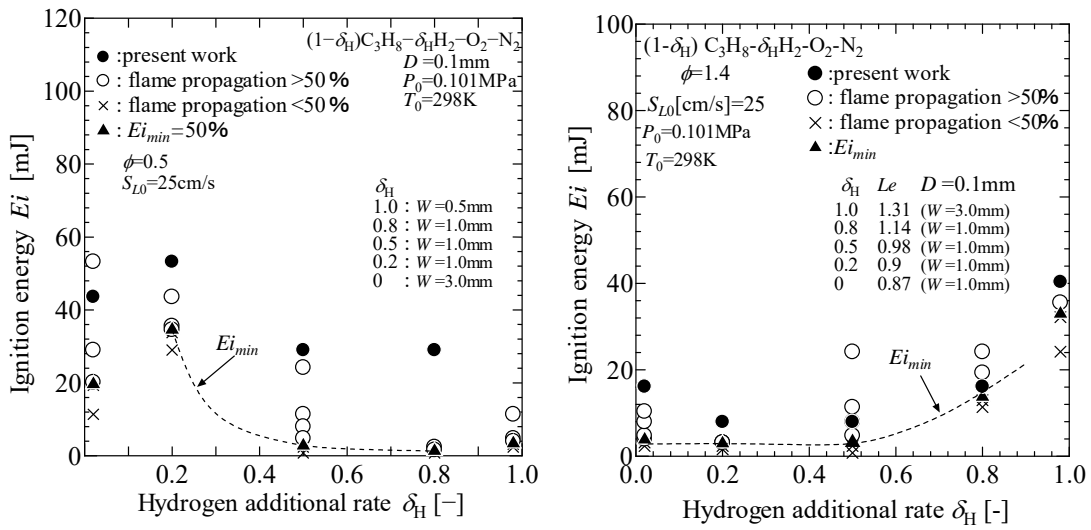 120
100
80
60
40
20
0
Ignition energy Ei [mJ]
(1−δH)C3H8-δHH2-O2-N2
D=0.1mm
P0=0.101MPa
T0=298K
●:present work
○: flame propagation >50%
×: flame propagation <50%
▲: Eimin=50%
ϕ=0.5
SL0=25cm/s
δH
1.0 : W=0.5mm
0.8 : W=1.0mm
0.5 : W=1.0mm
0.2 : W=1.0mm
0 : W=3.0mm
Eimin
0.2 0.4 0.6 0.8 1.0
Hydrogen additional rate δH [−]
100
80
60
40
20
0
Ignition energy Ei [mJ]
(1-δH) C3H8-δHH2-O2-N2
ϕ=1.4
SL0[cm/s]=25
P0=0.101MPa
T0=298K
●:present work
○: flame propagation >50%
×: flame propagation <50%
▲:Eimin
δH Le D=0.1mm
1.0 1.31 (W=3.0mm)
0.8 1.14 (W=1.0mm)
0.5 0.98 (W=1.0mm)
0.2 0.9 (W=1.0mm)
0 0.87 (W=1.0mm)
Eimin
0.0 0.2 0.4 0.6 0.8 1.0
Hydrogen additional rate δH [-]